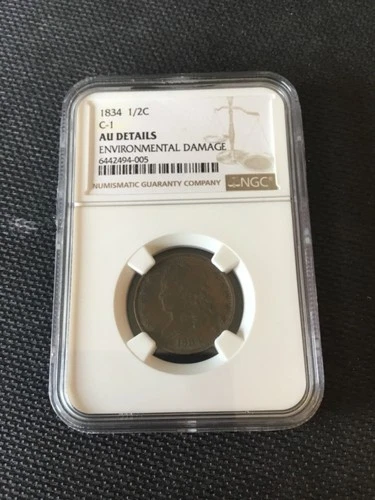 1834 1/2C
C-1
AU DETAILS
ENVIRONMENTAL DAMAGE
6442494-005
NUMISMATIC GUARANTY COMPANY
NGC